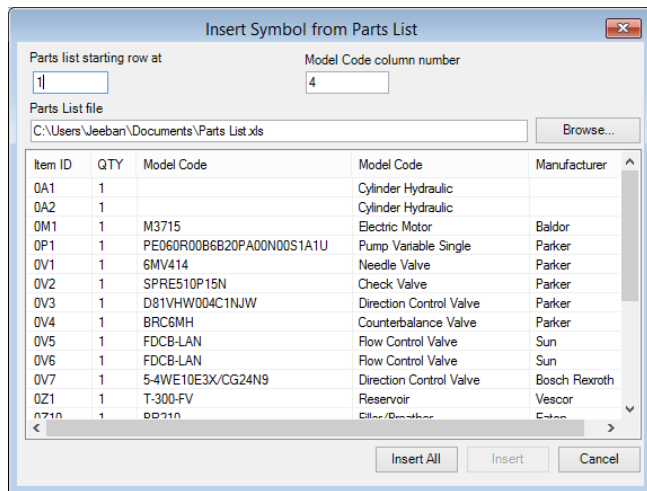 Insert Symbol from Parts List
Parts list starting row at Model Code column number
1 4
Parts List file
C:\Users\Jeeban\Documents\Parts List.xls Browse...
Item ID QTY Model Code Model Code Manufacturer
0A1 1 Cylinder Hydraulic
0A2 1 Cylinder Hydraulic
0M1 1 M3715 Electric Motor Baldor
0P1 1 PE060R00B6B20PA00N00S1A1U Pump Variable Single Parker
0V1 1 6MV414 Needle Valve Parker
0V2 1 SPRE510P15N Check Valve Parker
0V3 1 D81VHW004C1NJW Direction Control Valve Parker
0V4 1 BRC6MH Counterbalance Valve Parker
0V5 1 FDCB-LAN Flow Control Valve Sun
0V6 1 FDCB-LAN Flow Control Valve Sun
0V7 1 5-4WE10E3X/CG24N9 Direction Control Valve Bosch Rexroth
0Z1 1 T-300-FV Reservoir Vescor
0Z10 1 BR210 Filler/Breather Eaton
Insert All Insert Cancel